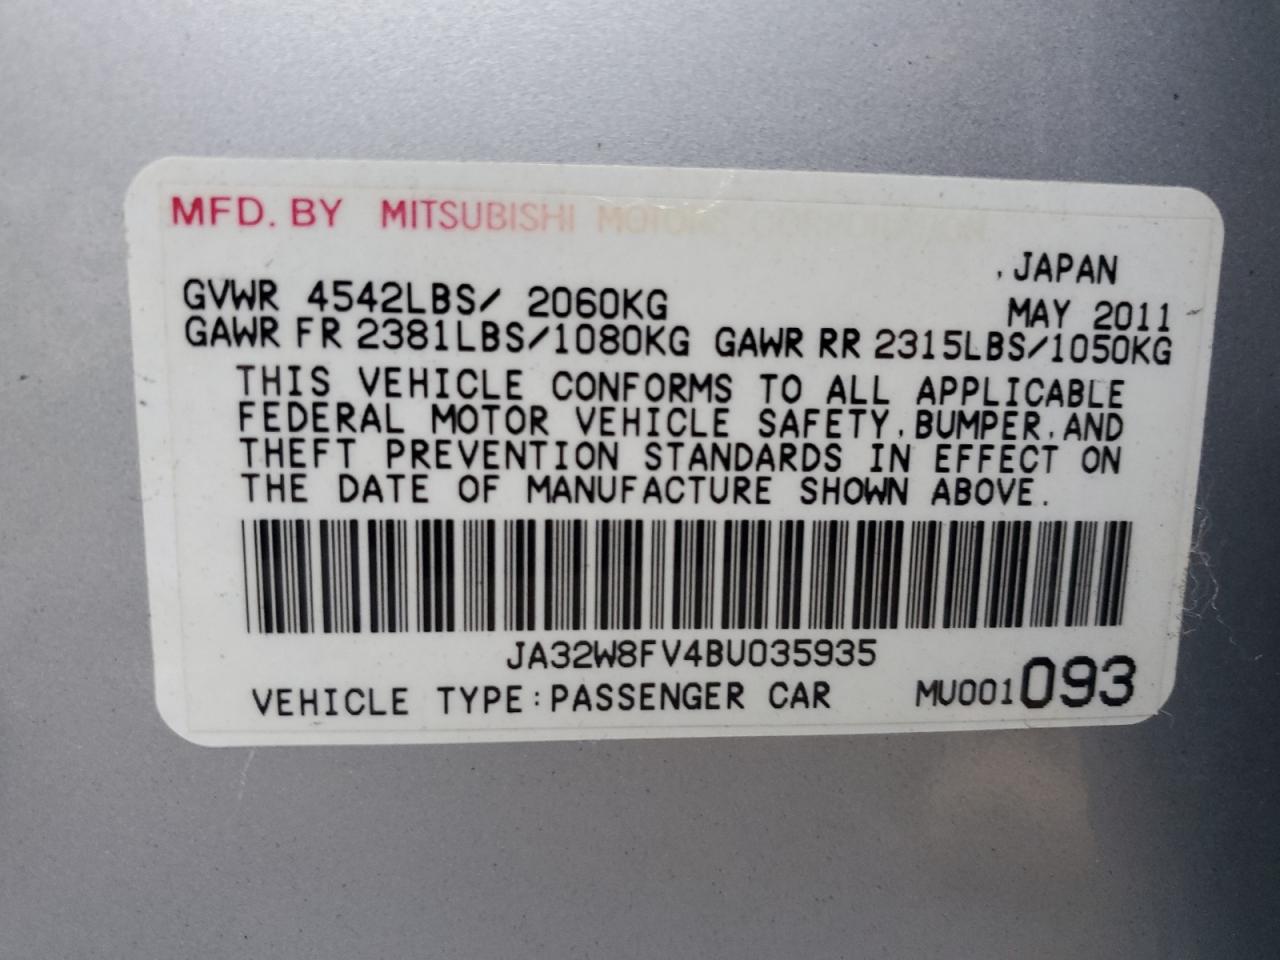 MFD. BY MITSUBISHI MOTORS CORPORATION
, JAPAN
GVWR 4542LBS/ 2060KG MAY 2011
GAWR FR 2381LBS/1080KG GAWR RR 2315LBS/1050KG
THIS VEHICLE CONFORMS TO ALL APPLICABLE
FEDERAL MOTOR VEHICLE SAFETY, BUMPER, AND
THEFT PREVENTION STANDARDS IN EFFECT ON
THE DATE OF MANUFACTURE SHOWN ABOVE.
JA32W8FV4BU035935
VEHICLE TYPE:PASSENGER CAR MU001093